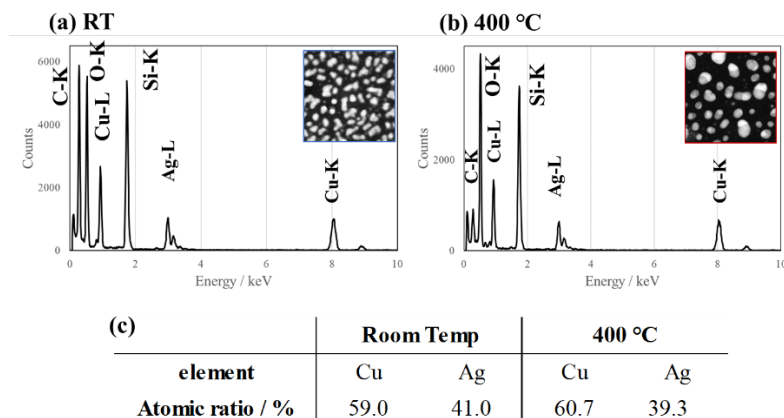 (a) RT
6000
4000
2000
0
Counts
C-K
O-K
Cu-L
Si-K
Ag-L
Cu-K
0 2 4 6 8 10
Energy / keV
(b) 400 °C
4000
2000
0
Counts
C-K
O-K
Cu-L
Si-K
Ag-L
Cu-K
0 2 4 6 8 10
Energy / keV
(c)
Room Temp 400 °C
element Cu Ag Cu Ag
Atomic ratio / % 59.0 41.0 60.7 39.3